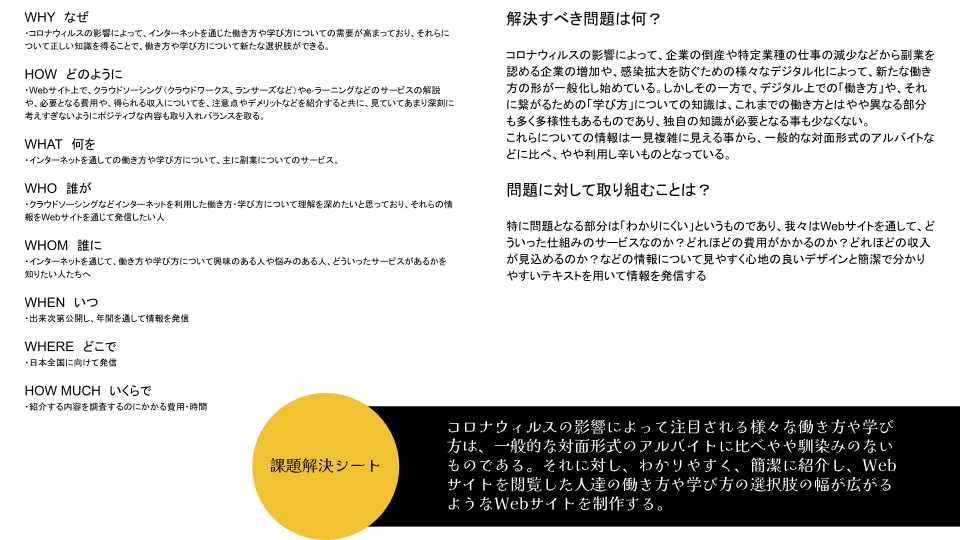 WHY　なぜ
・コロナウィルスの影響によって、インターネットを通じた働き方や学び方についての需要が高まっており、それらに
ついて正しい知識を得ることで、働き方や学び方について新たな選択肢ができる。
HOW　どのように
・Webサイト上で、クラウドソーシング（クラウドワークス、ランサーズなど）やe-ラーニングなどのサービスの解説
や、必要となる費用や、得られる収入についてを、注意点やデメリットなどを紹介すると共に、見ていてあまり深刻に
考えすぎないようにポジティブな内容も取り入れバランスを取る。
WHAT　何を
・インターネットを通しての働き方や学び方について、主に副業についてのサービス。
WHO　誰が
・クラウドソーシングなどインターネットを利用した働き方・学び方について理解を深めたいと思っており、それらの情
報をWebサイトを通じて発信したい人
WHOM　誰に
・インターネットを通じて、働き方や学び方について興味のある人や悩みのある人、どういったサービスがあるかを
知りたい人たちへ
WHEN　いつ
・出来次第公開し、年間を通して情報を発信
WHERE　どこで
・日本全国に向けて発信
HOW MUCH　いくらで
・紹介する内容を調査するのにかかる費用・時間
解決すべき問題は何？
コロナウィルスの影響によって、企業の倒産や特定業種の仕事の減少などから副業を
認める企業の増加や、感染拡大を防ぐための様々なデジタル化によって、新たな働き
方の形が一般化し始めている。しかしその一方で、デジタル上での「働き方」や、それ
に繋がるための「学び方」についての知識は、これまでの働き方とはやや異なる部分
も多く多様性もあるものであり、独自の知識が必要となる事も少なくない。
これらについての情報は一見複雑に見える事から、一般的な対面形式のアルバイトな
どに比べ、やや利用し辛いものとなっている。
問題に対して取り組むことは？
特に問題となる部分は「わかりにくい」というものであり、我々はWebサイトを通して、ど
ういった仕組みのサービスなのか？どれほどの費用がかかるのか？どれほどの収入
が見込めるのか？などの情報について見やすく心地の良いデザインと簡潔で分かり
やすいテキストを用いて情報を発信する
課題解決シート
コロナウィルスの影響によって注目される様々な働き方や学び
方は、一般的な対面形式のアルバイトに比べやや馴染みのない
ものである。それに対し、わかりやすく、簡潔に紹介し、Web
サイトを閲覧した人達の働き方や学び方の選択肢の幅が広がる
ようなWebサイトを制作する。